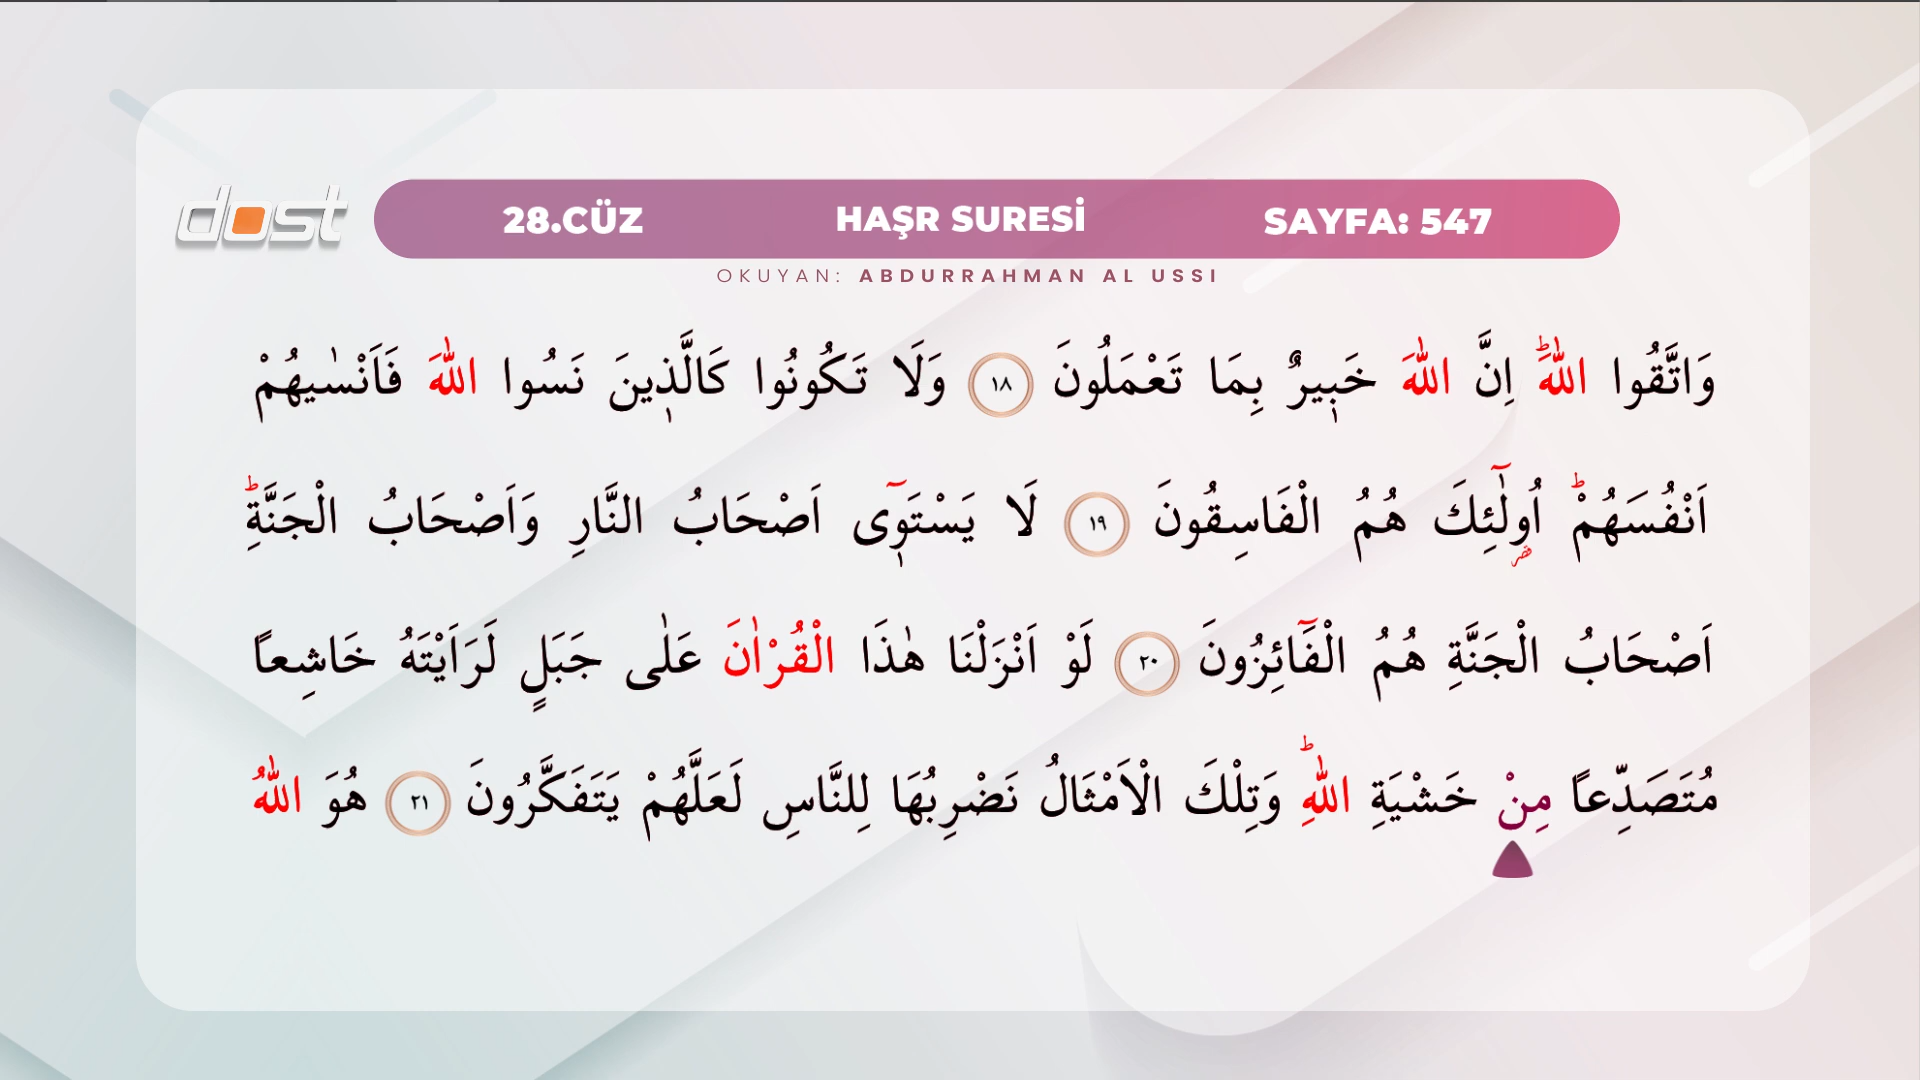 dost
28.CÜZ HAŞR SURESİ SAYFA: 547
OKUYAN: ABDURRAHMAN AL USSI
وَاتَّقُوا اللّٰهَۜ اِنَّ اللّٰهَ خَب۪يرٌ بِمَا تَعْمَلُونَ ﴿١٨﴾ وَلَا تَكُونُوا كَالَّذ۪ينَ نَسُوا اللّٰهَ فَاَنْسٰيهُمْ
اَنْفُسَهُمْۜ اُو۬لٰٓئِكَ هُمُ الْفَاسِقُونَ ﴿١٩﴾ لَا يَسْتَو۪ٓي اَصْحَابُ النَّارِ وَاَصْحَابُ الْجَنَّةِۜ
اَصْحَابُ الْجَنَّةِ هُمُ الْفَٓائِزُونَ ﴿٢٠﴾ لَوْ اَنْزَلْنَا هٰذَا الْقُرْاٰنَ عَلٰى جَبَلٍ لَرَاَيْتَهُ خَاشِعاً
مُتَصَدِّعاً مِنْ خَشْيَةِ اللّٰهِۜ وَتِلْكَ الْاَمْثَالُ نَضْرِبُهَا لِلنَّاسِ لَعَلَّهُمْ يَتَفَكَّرُونَ ﴿٢١﴾ هُوَ اللّٰهُ